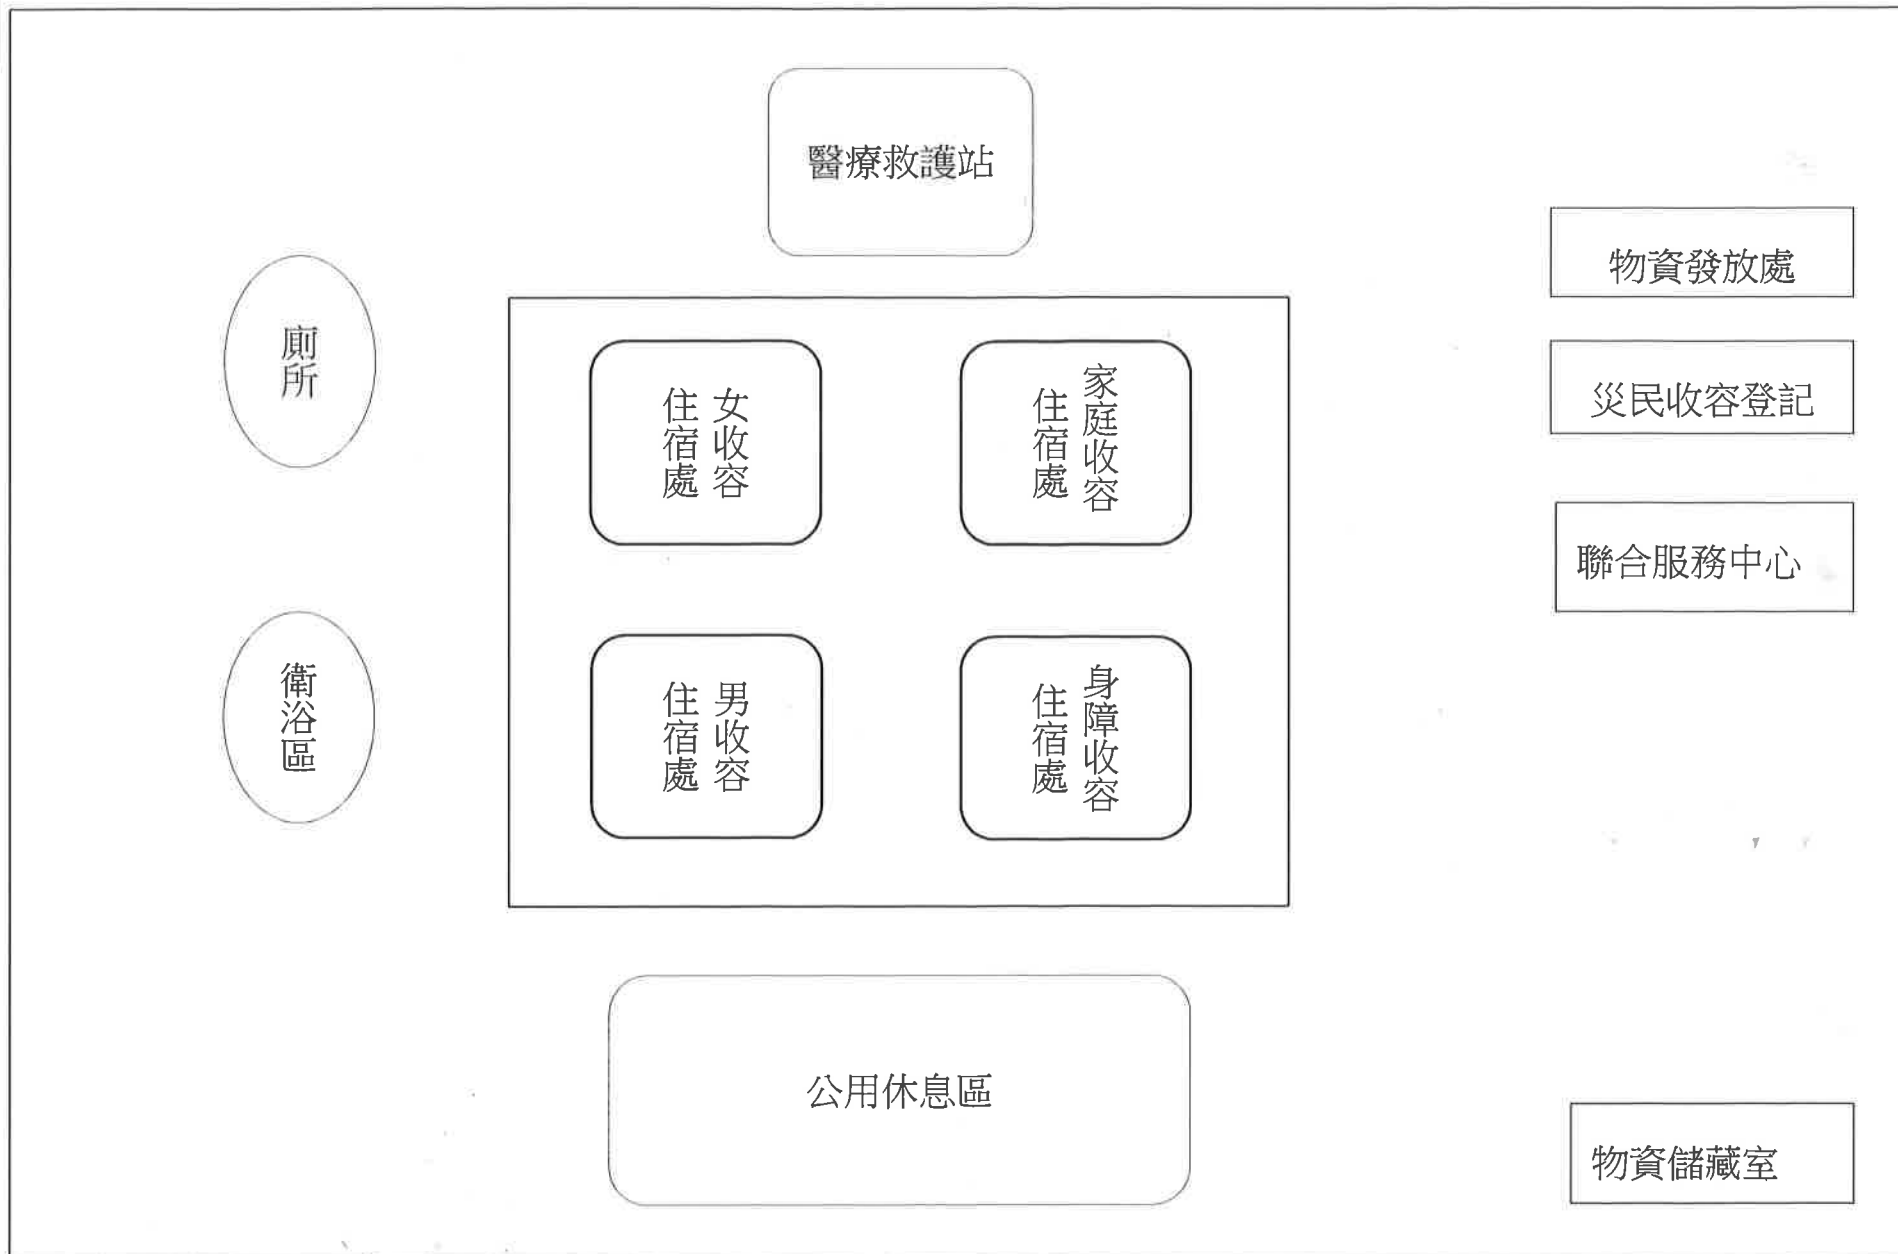 醫療救護站
物資發放處
廁所
女收容
住宿處
家庭收容
住宿處
災民收容登記
聯合服務中心
衛浴區
男收容
住宿處
身障收容
住宿處
公用休息區
物資儲藏室